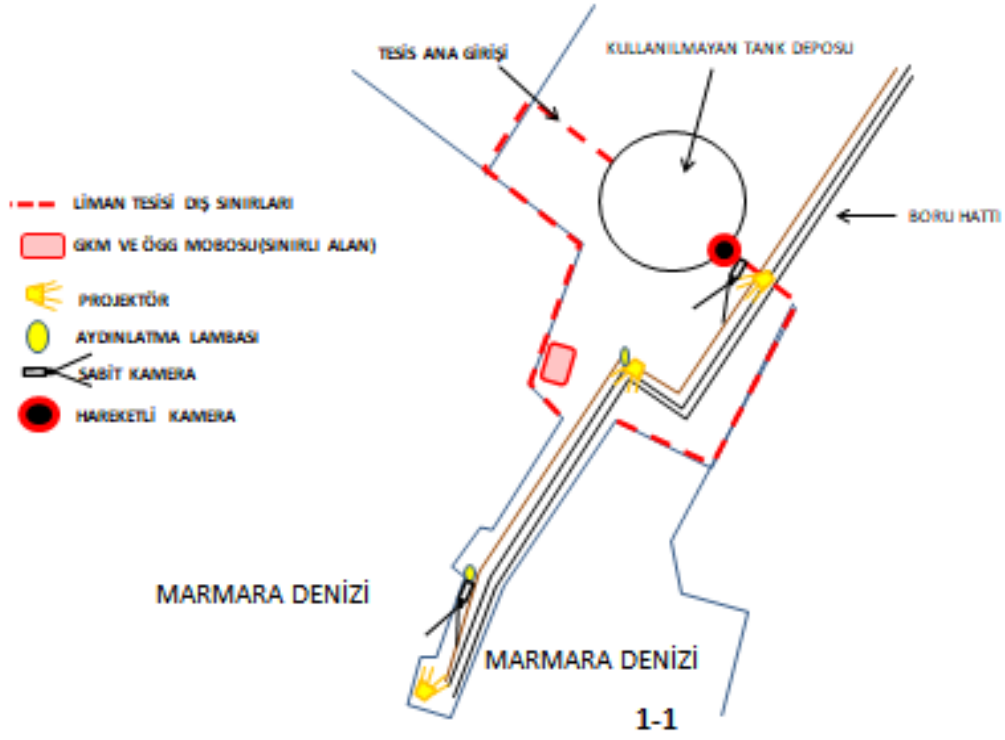 TESİS ANA GİRİŞİ
KULLANILMAYAN TANK DEPOSU
LİMAN TESİSİ DIŞ SINIRLARI
GKM VE ÖGG MOBOSU(SINIRLI ALAN)
PROJEKTÖR
AYDINLATMA LAMBASI
SABİT KAMERA
HAREKETLİ KAMERA
BORU HATTI
MARMARA DENİZİ
MARMARA DENİZİ
1-1